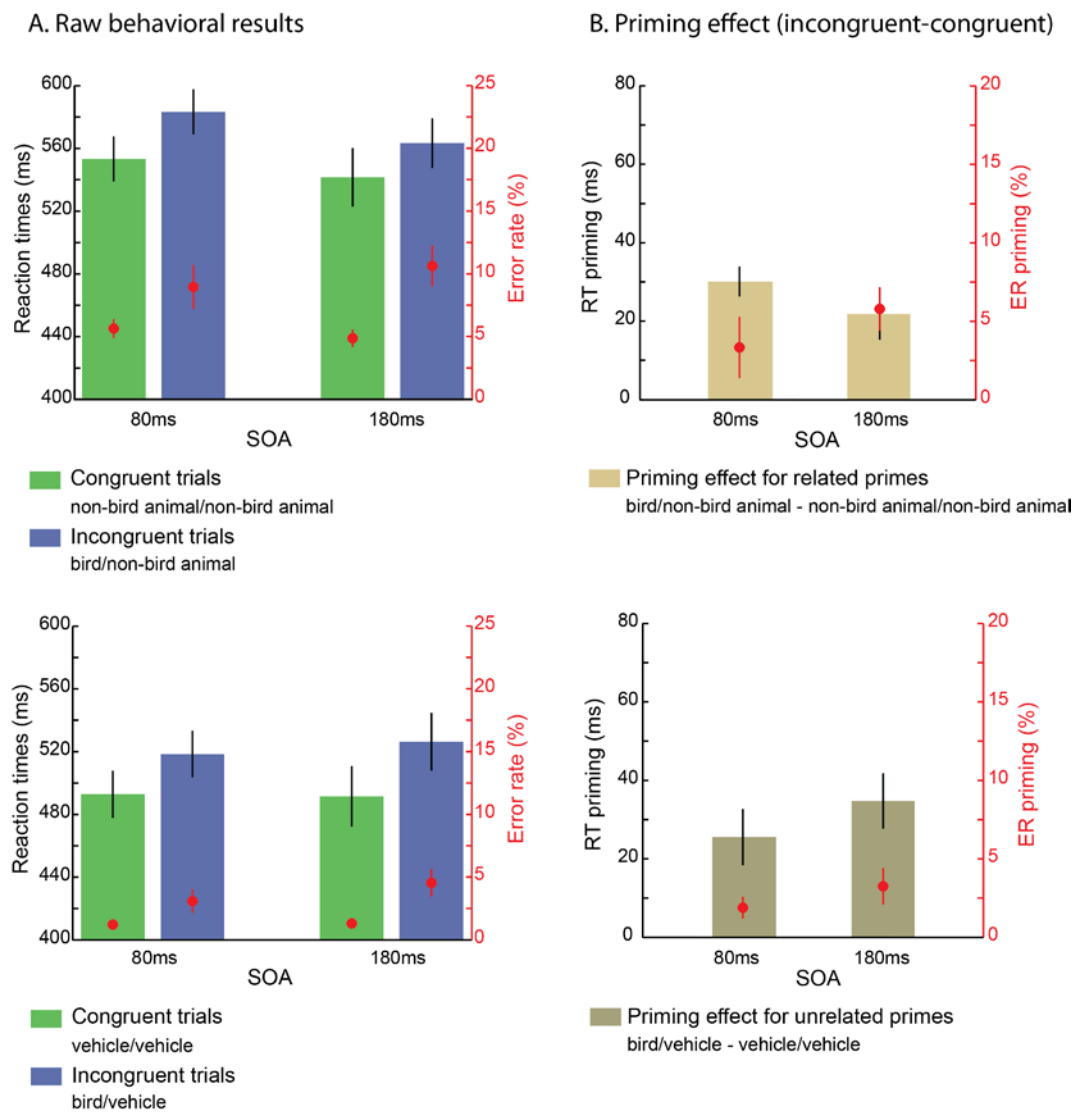 A. Raw behavioral results
600
560
520
480
440
400
Reaction times (ms)
25
20
15
10
5
0
Error rate (%)
80ms
180ms
SOA
Congruent trials
non-bird animal/non-bird animal
Incongruent trials
bird/non-bird animal
B. Priming effect (incongruent-congruent)
80
60
40
20
0
RT priming (ms)
20
15
10
5
0
ER priming (%)
80ms
180ms
SOA
Priming effect for related primes
bird/non-bird animal - non-bird animal/non-bird animal
600
560
520
480
440
400
Reaction times (ms)
25
20
15
10
5
0
Error rate (%)
80ms
180ms
SOA
Congruent trials
vehicle/vehicle
Incongruent trials
bird/vehicle
80
60
40
20
0
RT priming (ms)
20
15
10
5
0
ER priming (%)
80ms
180ms
SOA
Priming effect for unrelated primes
bird/vehicle - vehicle/vehicle